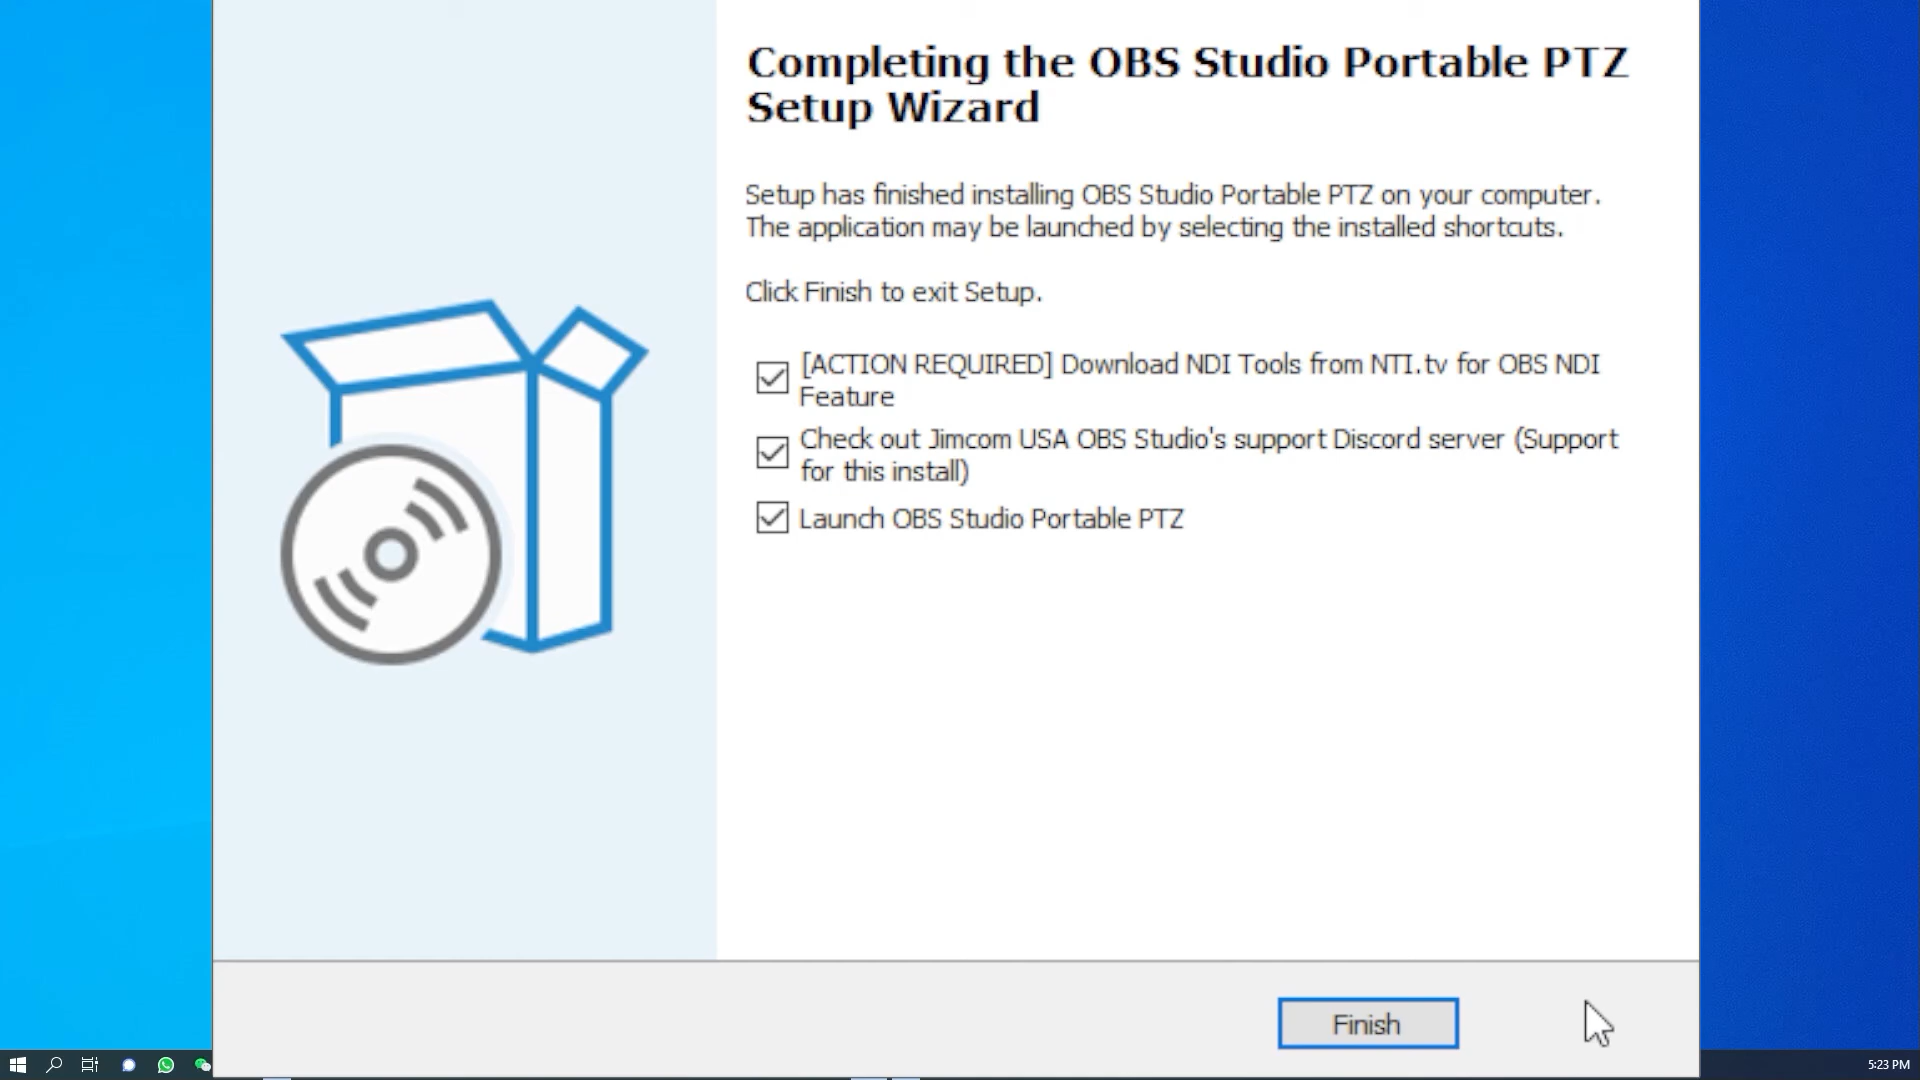 Completing the OBS Studio Portable PTZ
Setup Wizard
Setup has finished installing OBS Studio Portable PTZ on your computer.
The application may be launched by selecting the installed shortcuts.
Click Finish to exit Setup.
[ACTION REQUIRED] Download NDI Tools from NTI.tv for OBS NDI
Feature
Check out Jimcom USA OBS Studio's support Discord server (Support
for this install)
Launch OBS Studio Portable PTZ
Finish
5:23 PM